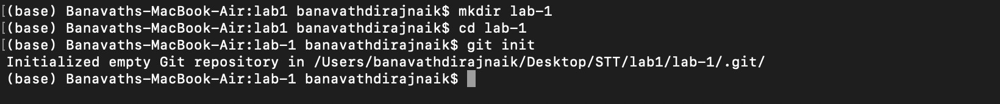 [(base) Banavaths-MacBook-Air:lab1 banavathdirajnaik$ mkdir lab-1
[(base) Banavaths-MacBook-Air:lab1 banavathdirajnaik$ cd lab-1
[(base) Banavaths-MacBook-Air:lab-1 banavathdirajnaik$ git init
Initialized empty Git repository in /Users/banavathdirajnaik/Desktop/STT/lab1/lab-1/.git/
(base) Banavaths-MacBook-Air:lab-1 banavathdirajnaik$